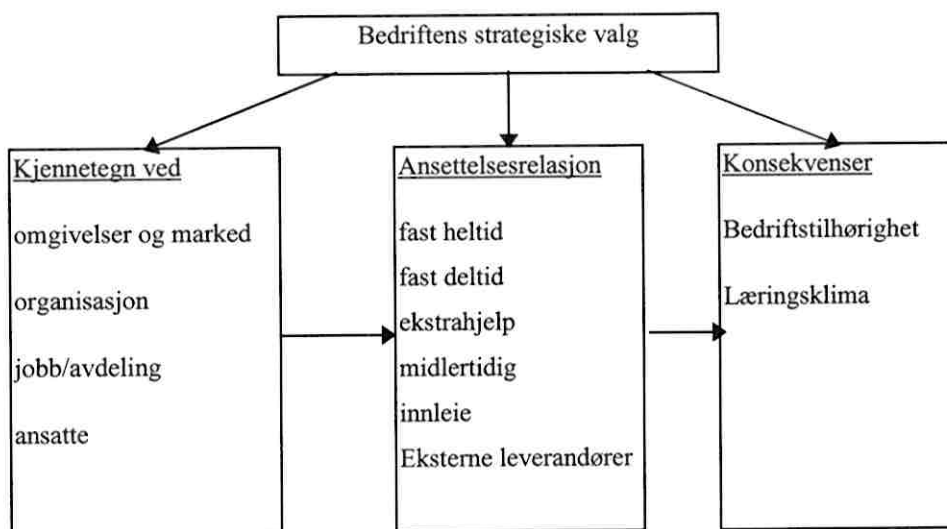 Bedriftens strategiske valg
Kjennetegn ved
omgivelser og marked
organisasjon
jobb/avdeling
ansatte
Ansettelsesrelasjon
fast heltid
fast deltid
ekstrahjelp
midlertidig
innleie
Eksterne leverandører
Konsekvenser
Bedriftstilhørighet
Læringsklima